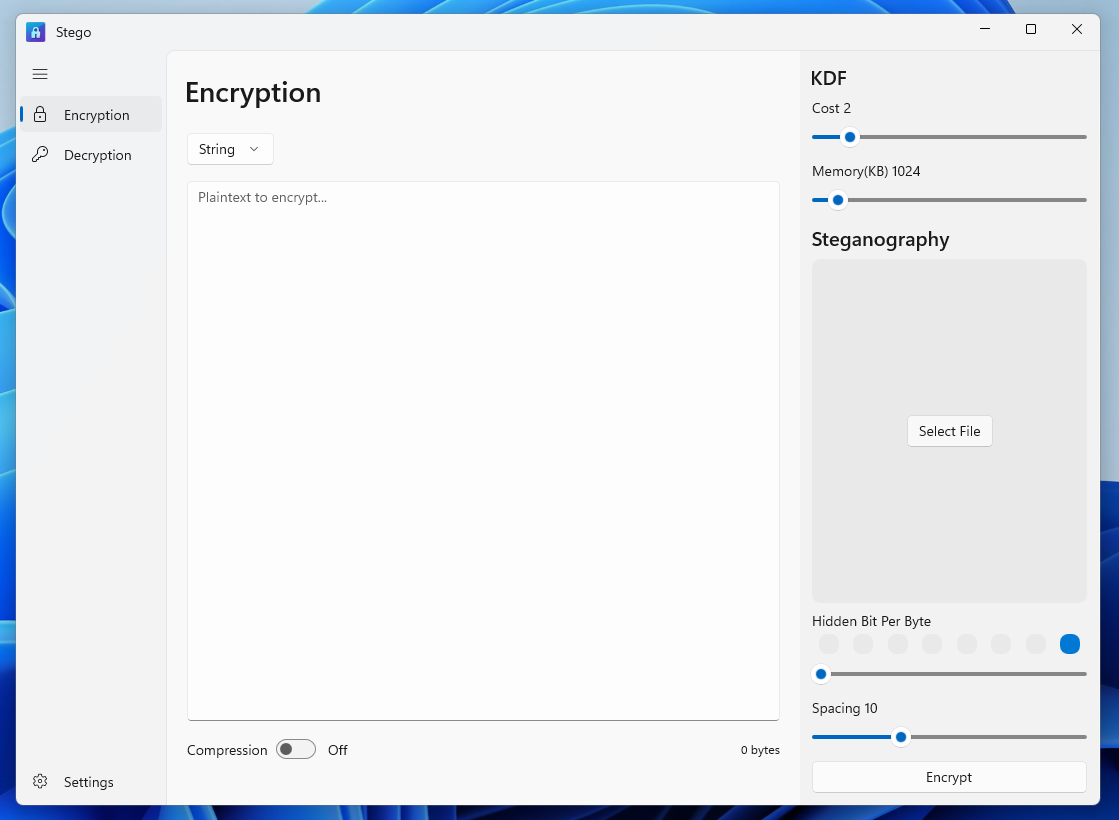 Stego
Encryption
Decryption
Settings
Encryption
String
Plaintext to encrypt...
Compression
Off
0 bytes
KDF
Cost 2
Memory(KB) 1024
Steganography
Select File
Hidden Bit Per Byte
Spacing 10
Encrypt